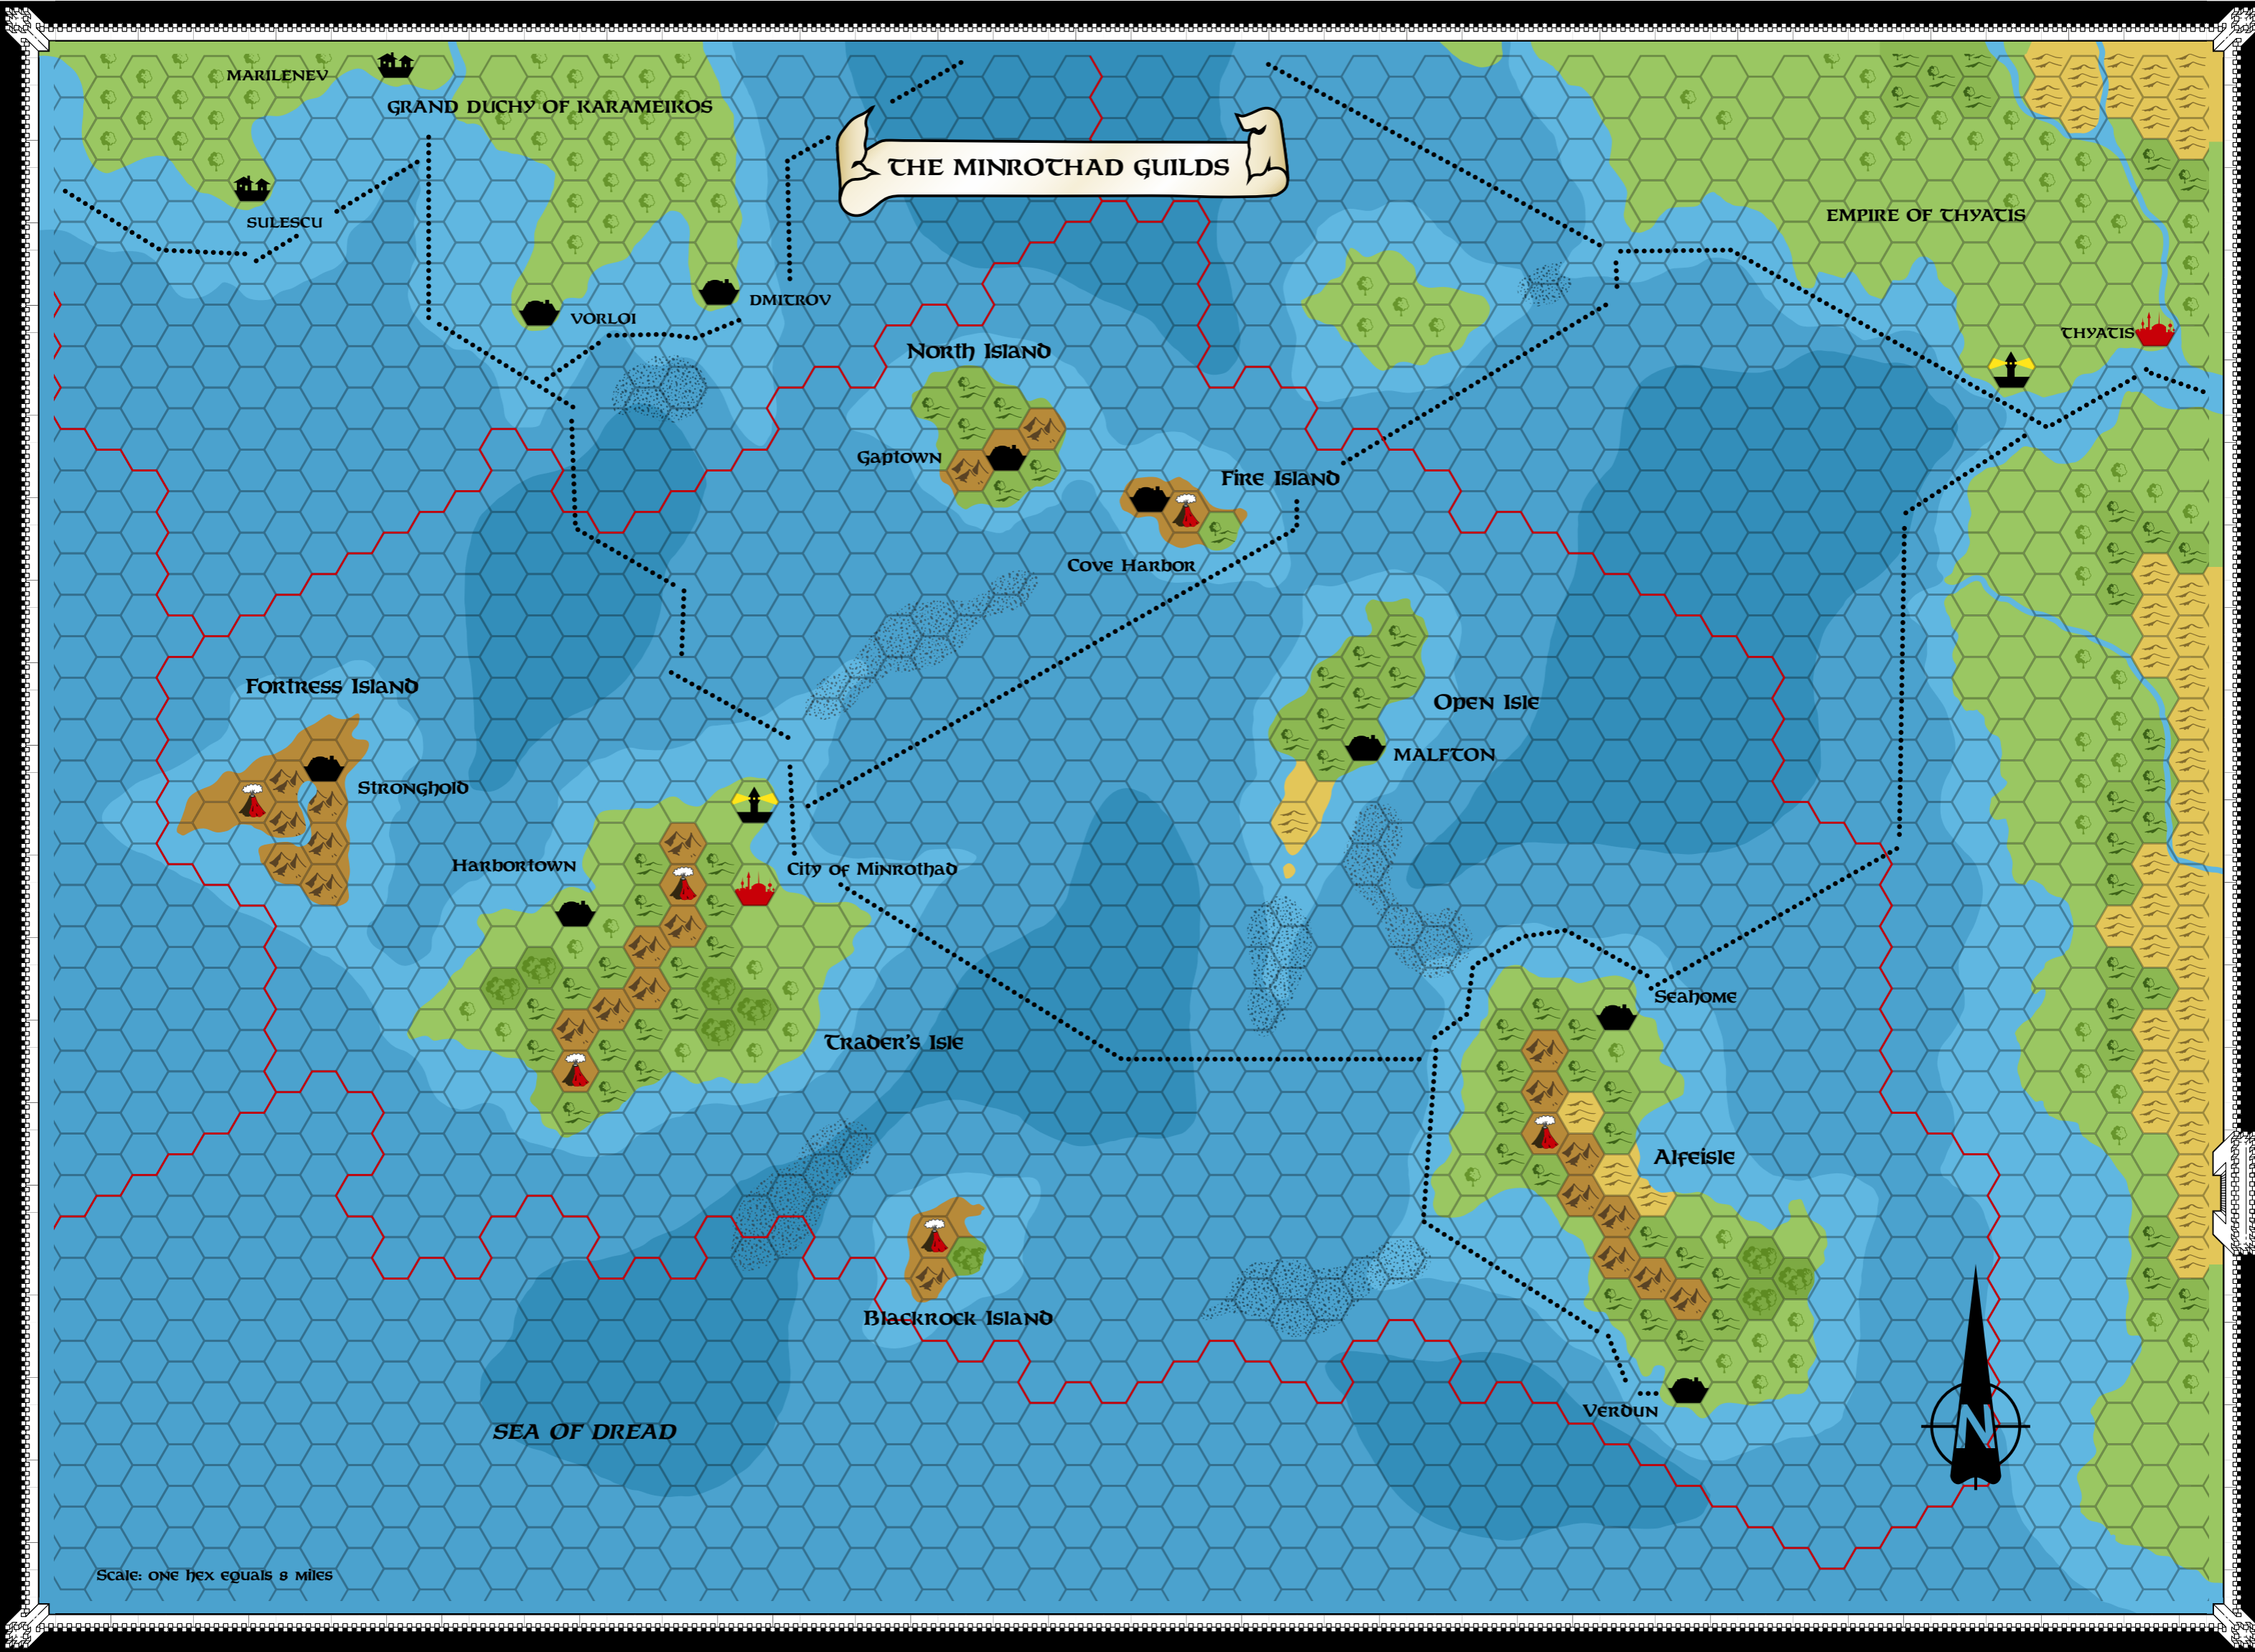 MARILENEV
GRAND DUCHY OF KARAMEIKOS
THE MINROTHAD GUILDS
SULESCU
EMPIRE OF THYATIS
DMITROV
VORLOI
THYATIS
North Island
Gaptown
Fire Island
Cove Harbor
Fortress Island
Open Isle
MALFTON
Stronghold
Harbortown
City of Minrothad
Seahome
Trader's Isle
Alfeisle
Blackrock Island
Verdun
N
SEA OF DREAD
Scale: one hex equals 8 miles